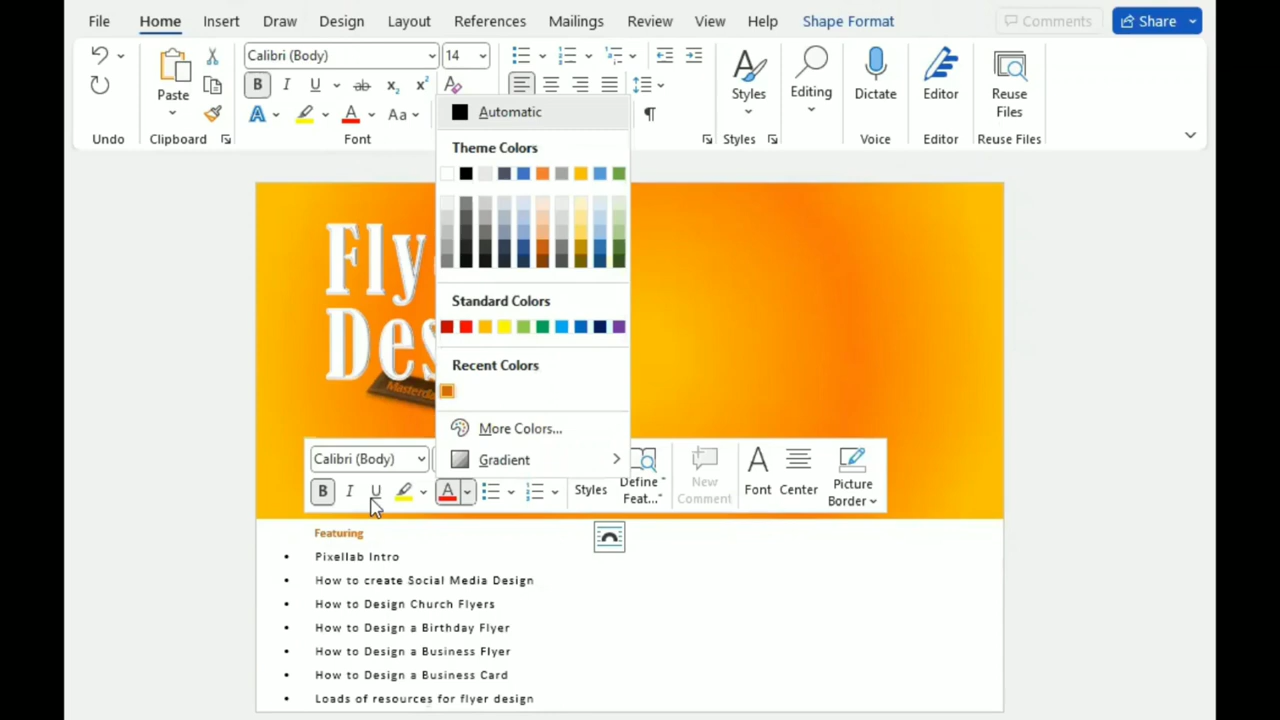 File Home Insert Draw Design Layout References Mailings Review View Help Shape Format Comments Share
Calibri (Body) 14
Paste
Styles Editing Dictate Editor Reuse Files
Undo Clipboard Font Styles Voice Editor Reuse Files
Automatic
Theme Colors
Standard Colors
Recent Colors
More Colors...
Gradient
Fly
Des
Masterc
Calibri (Body)
B I U A Styles Define " Feat..." New Comment Font Center Picture Border
Featuring
• Pixellab Intro
• How to create Social Media Design
• How to Design Church Flyers
• How to Design a Birthday Flyer
• How to Design a Business Flyer
• How to Design a Business Card
• Loads of resources for flyer design